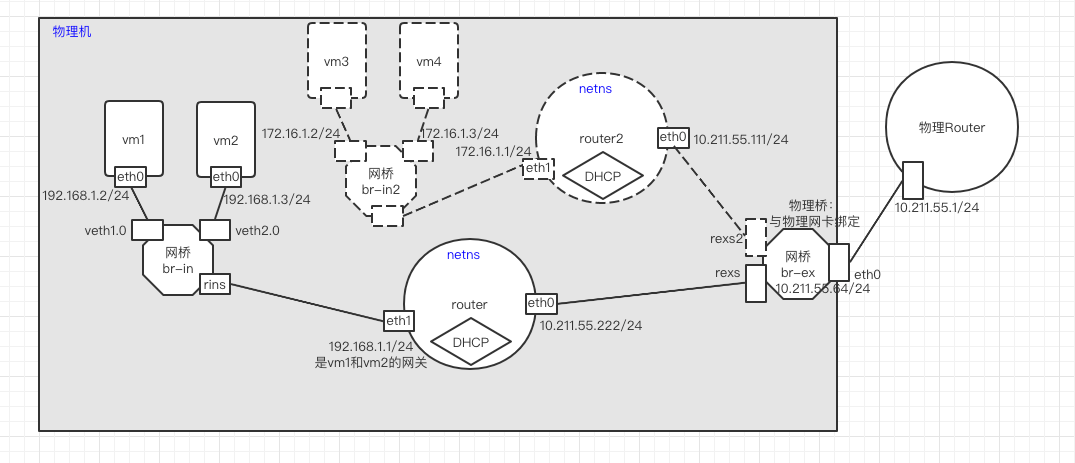 物理机
vm3
vm4
netns
vm1
vm2
172.16.1.2/24
172.16.1.3/24
router2
eth0
10.211.55.111/24
物理Router
172.16.1.1/24
eth1
DHCP
网桥
br-in2
eth0
eth0
192.168.1.2/24
192.168.1.3/24
物理桥：
与物理网卡绑定
10.211.55.1/24
veth1.0
veth2.0
rexs2
网桥
br-in
netns
网桥
br-ex
rexs
eth0
10.211.55.64/24
rins
router
eth0
10.211.55.222/24
eth1
DHCP
192.168.1.1/24
是vm1和vm2的网关